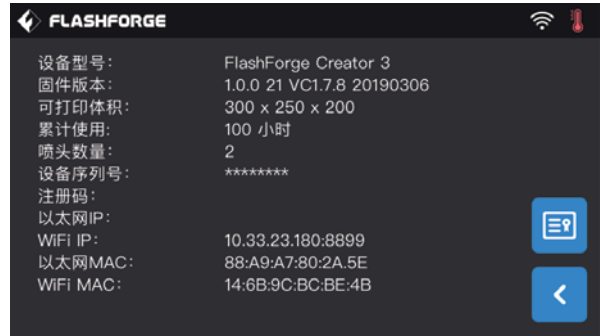 FLASHFORGE
设备型号: FlashForge Creator 3
固件版本: 1.0.0 21 VC1.7.8 20190306
可打印体积: 300 x 250 x 200
累计使用: 100 小时
喷头数量: 2
设备序列号: ********
注册码:
以太网IP:
WiFi IP: 10.33.23.180:8899
以太网MAC: 88:A9:A7:80:2A.5E
WiFi MAC: 14:6B:9C:BC:BE:4B